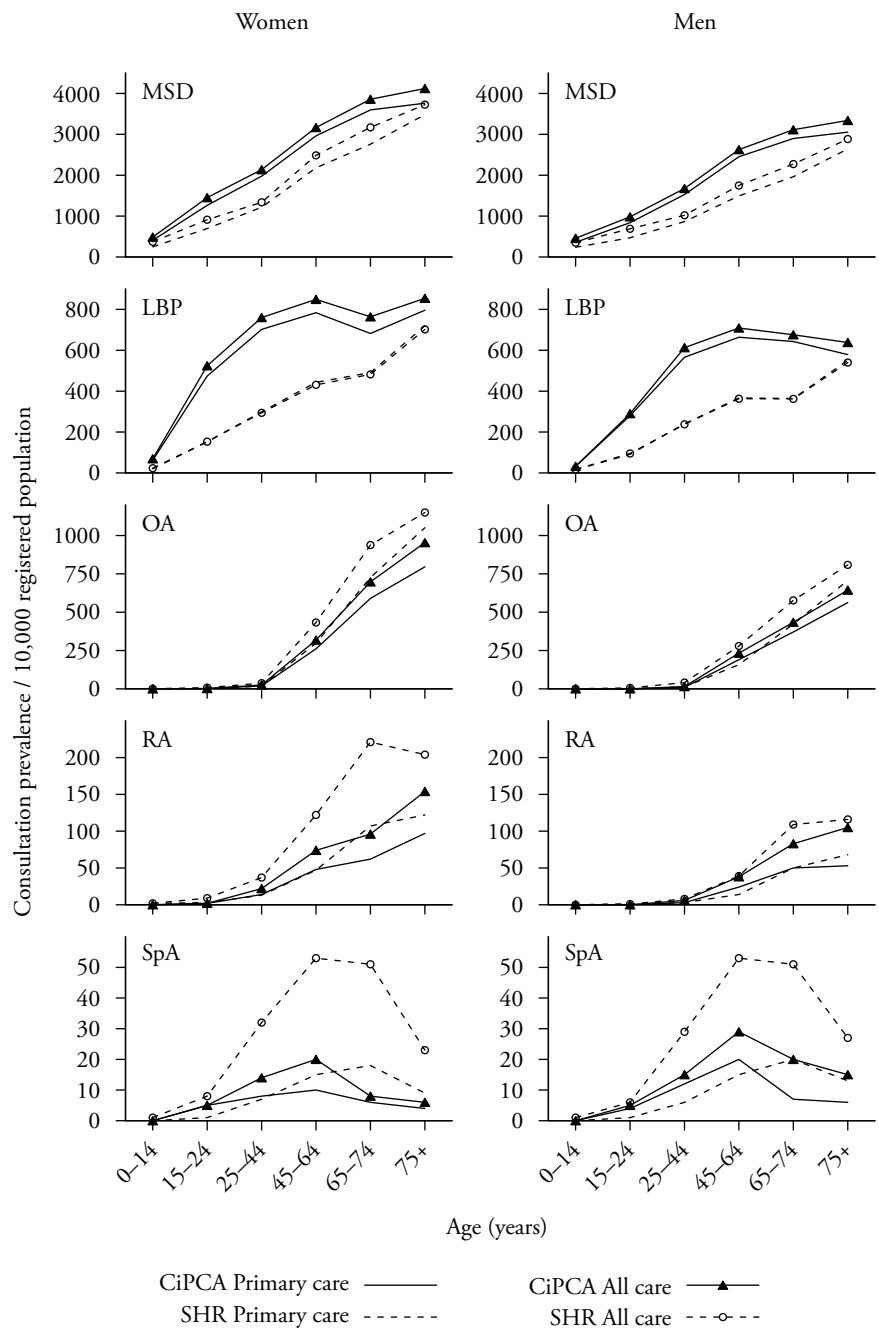 Women Men
Consultation prevalence / 10,000 registered population
MSD MSD
4000 4000
3000 3000
2000 2000
1000 1000
0 0
LBP LBP
800 800
600 600
400 400
200 200
0 0
OA OA
1000 1000
750 750
500 500
250 250
0 0
RA RA
200 200
150 150
100 100
50 50
0 0
SpA SpA
50 50
40 40
30 30
20 20
10 10
0 0
0–14 15–24 25–44 45–64 65–74 75+ 0–14 15–24 25–44 45–64 65–74 75+
Age (years)
CiPCA Primary care CiPCA All care
SHR Primary care SHR All care